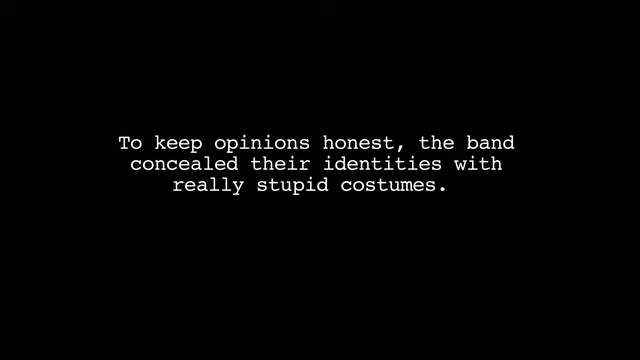 To keep opinions honest, the band
concealed their identities with
really stupid costumes.